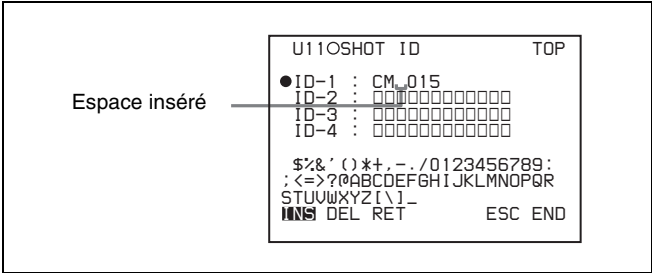 U11○SHOT ID TOP
Espace inséré
●ID-1 : CM␣015
ID-2 : □□□□□□□□□□□□
ID-3 : □□□□□□□□□□□□
ID-4 : □□□□□□□□□□□□
$%&'()*+,-./0123456789:
;<=>?@ABCDEFGHIJKLMNOPQR
STUVWXYZ[\]_
INS DEL RET ESC END